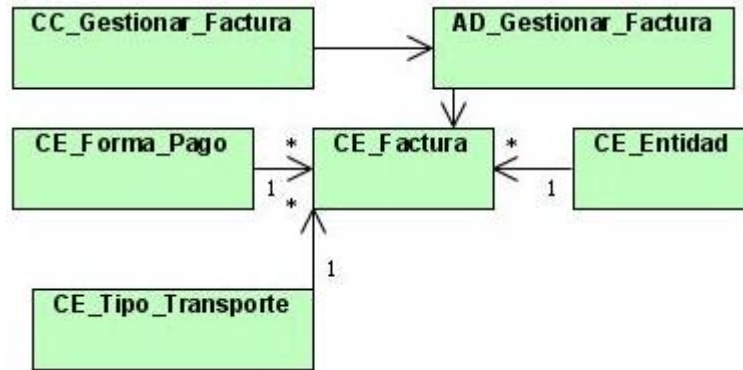 CC_Gestionar_Factura
AD_Gestionar_Factura
CE_Forma_Pago
*
CE_Factura
*
CE_Entidad
1
1
*
1
CE_Tipo_Transporte